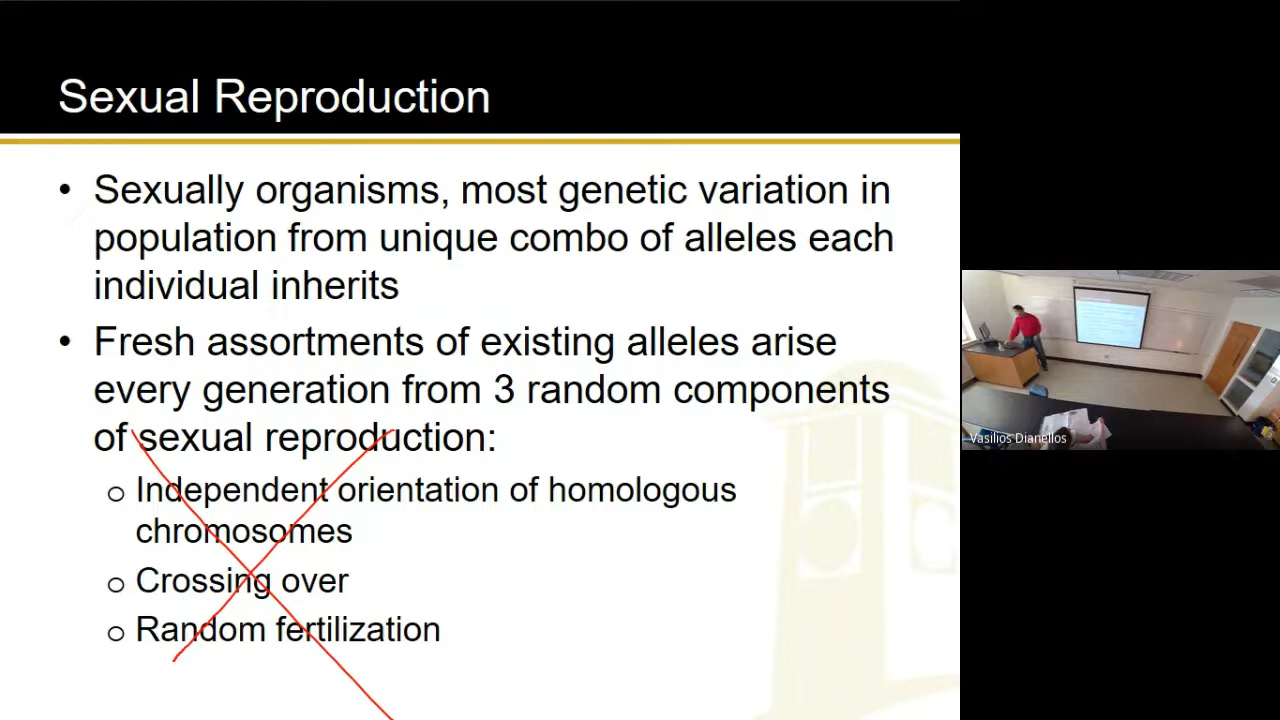 Sexual Reproduction
• Sexually organisms, most genetic variation in
population from unique combo of alleles each
individual inherits
• Fresh assortments of existing alleles arise
every generation from 3 random components
of sexual reproduction:
o Independent orientation of homologous
chromosomes
o Crossing over
o Random fertilization
Vasilios Dianellos